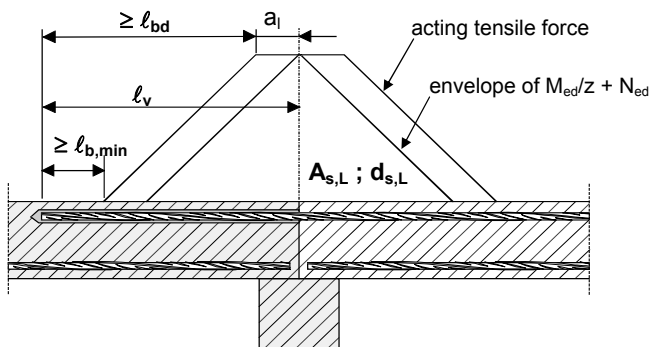 ≥ ℓbd
al
acting tensile force
ℓv
envelope of Med/z + Ned
≥ ℓb,min
As,L ; ds,L